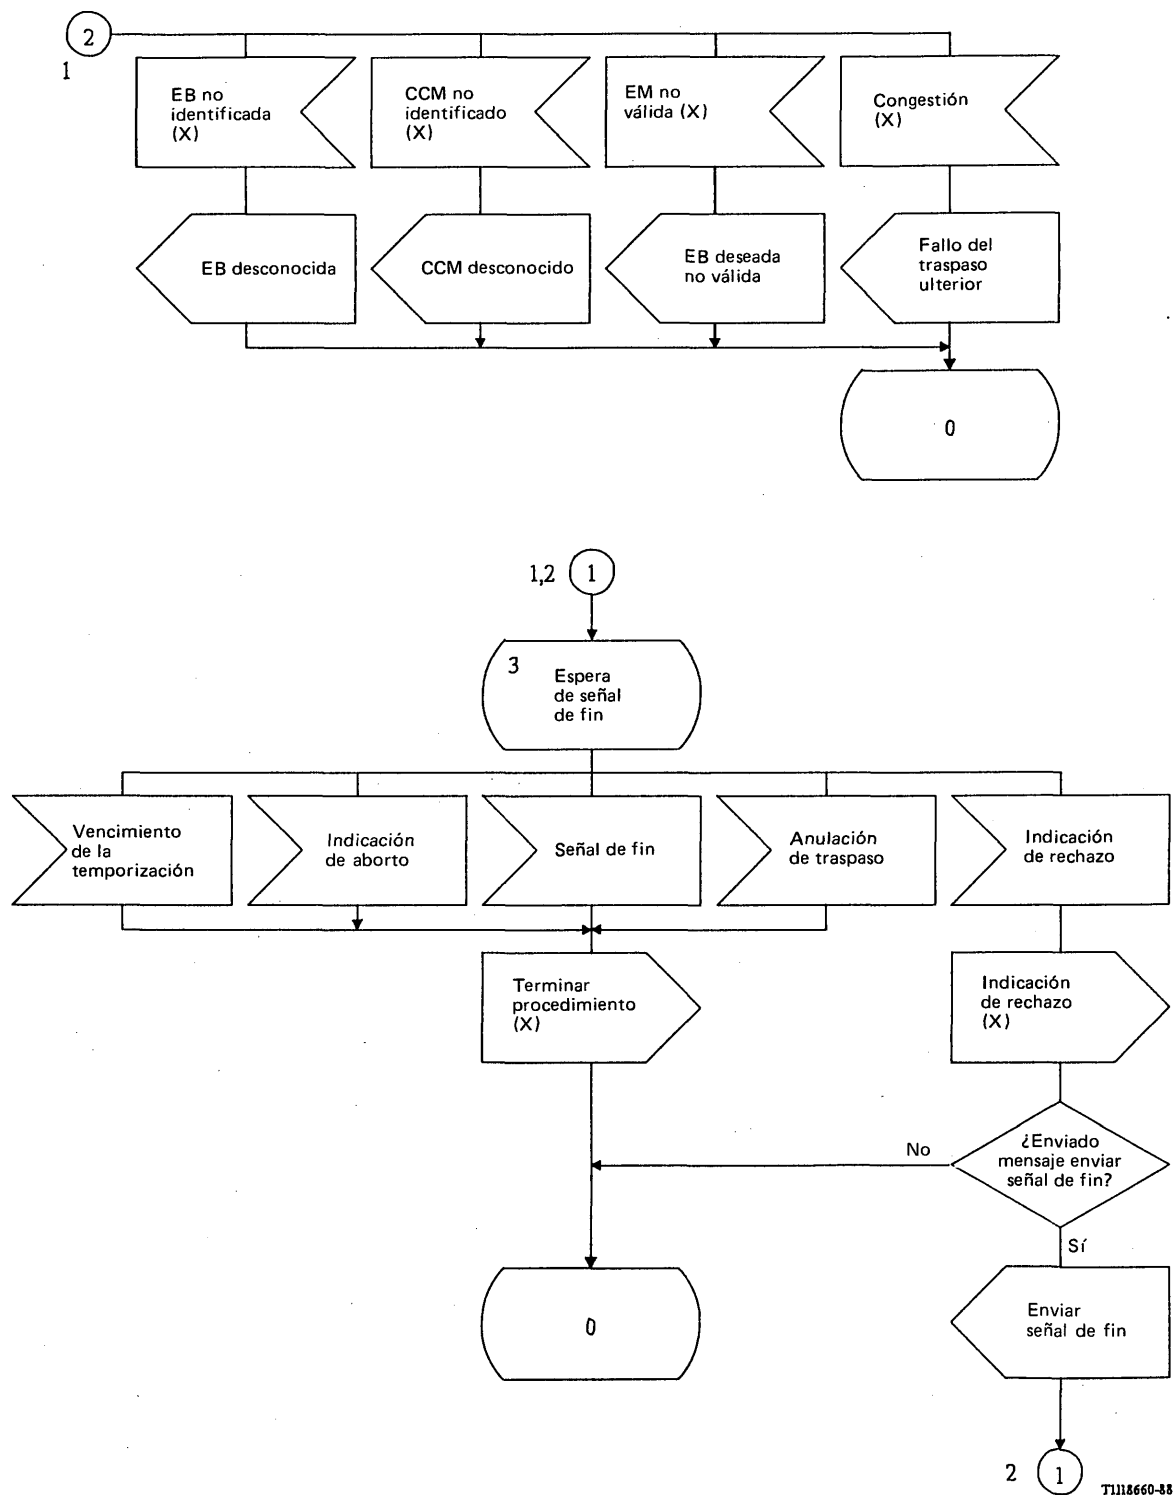 2
1
EB no
identificada
(X)
CCM no
identificado
(X)
EM no
válida (X)
Congestión
(X)
EB desconocida
CCM desconocido
EB deseada
no válida
Fallo del
traspaso
ulterior
0
1,2
1
3
Espera
de señal
de fin
Vencimiento
de la
temporización
Indicación
de aborto
Señal de fin
Anulación
de traspaso
Indicación
de rechazo
Terminar
procedimiento
(X)
Indicación
de rechazo
(X)
No
¿Enviado
mensaje enviar
señal de fin?
Sí
0
Enviar
señal de fin
2
1
T1118660-88